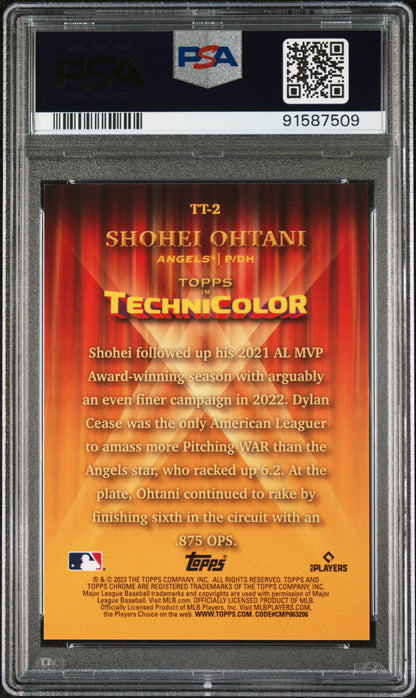 PSA
PSA
91587509
TT-2
SHOHEI OHTANI
ANGELS® | P/DH
TOPPS
IN
TECHNICOLOR
Shohei followed up his 2021 AL MVP
Award-winning season with arguably
an even finer campaign in 2022. Dylan
Cease was the only American Leaguer
to amass more Pitching WAR than the
Angels star, who racked up 6.2. At the
plate, Ohtani continued to rake by
finishing sixth in the circuit with an
.875 OPS.
topps
MLB PLAYERS
® & © 2023 THE TOPPS COMPANY, INC. ALL RIGHTS RESERVED. TOPPS AND
TOPPS CHROME ARE REGISTERED TRADEMARKS OF THE TOPPS COMPANY, INC.
Major League Baseball trademarks and copyrights are used with permission of Major
League Baseball. Visit MLB.com. OFFICIALLY LICENSED PRODUCT OF MLB PLAYERS, INC.
Officially Licensed Product of MLB Players, Inc. Visit MLBPLAYERS.COM,
the Players Choice on the web. WWW.TOPPS.COM. CODE#CMP063206